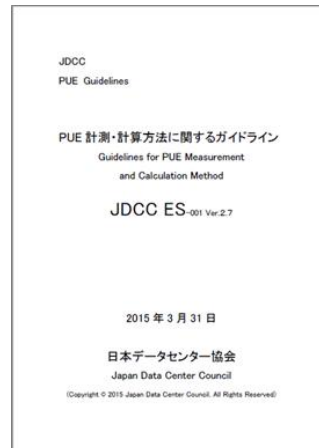 JDCC
PUE Guidelines
PUE 計測・計算方法に関するガイドライン
Guidelines for PUE Measurement
and Calculation Method
JDCC ES-001 Ver.2.7
2015 年 3 月 31 日
日本データセンター協会
Japan Data Center Council
(Copyright © 2015 Japan Data Center Council. All Rights Reserved)